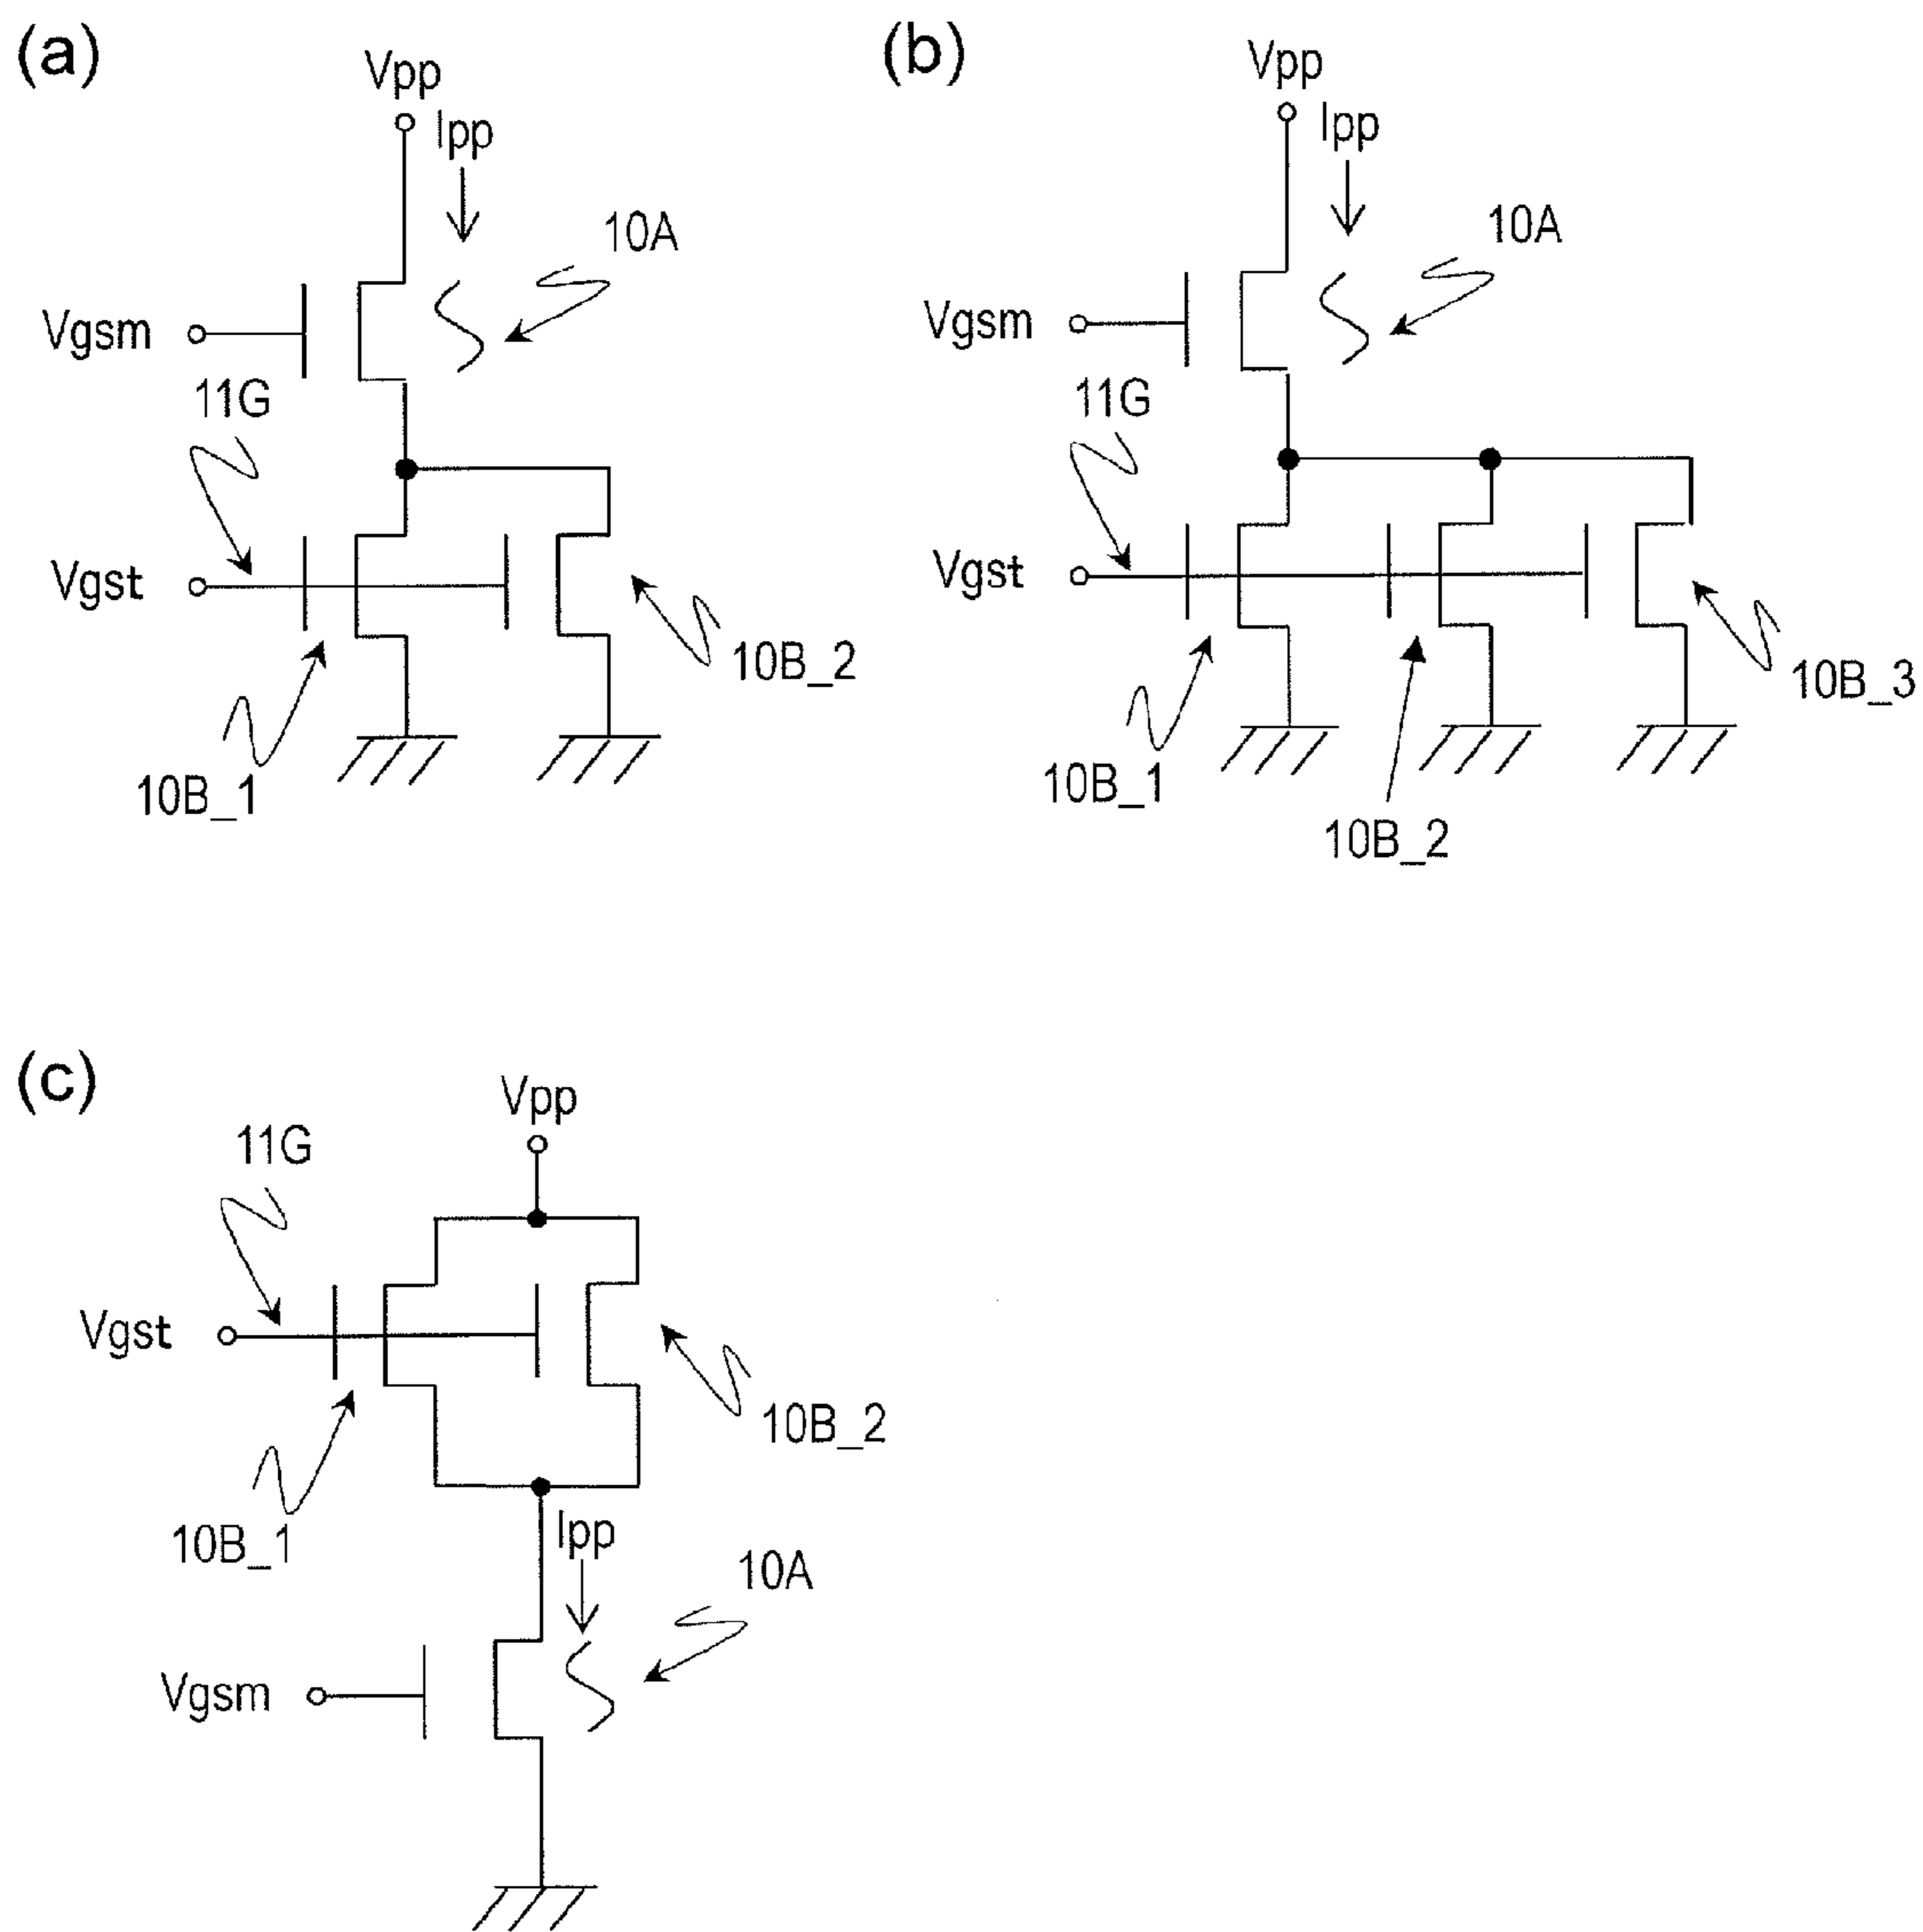 (a)
Vpp
Ipp
10A
Vgsm
11G
Vgst
10B_2
10B_1
(b)
Vpp
Ipp
10A
Vgsm
11G
Vgst
10B_3
10B_1
10B_2
(c)
Vpp
11G
Vgst
10B_2
10B_1
Ipp
10A
Vgsm